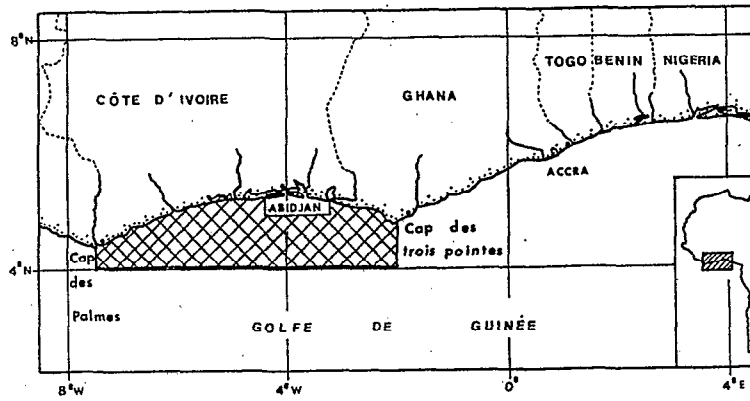 8°N
TOGO BENIN NIGERIA
CÔTE D'IVOIRE
GHANA
ACCRA
ABIDJAN
Cap des
trois pointes
4°N
Cap
des
Palmes
GOLFE DE GUINÉE
8°W
4°W
0°
4°E